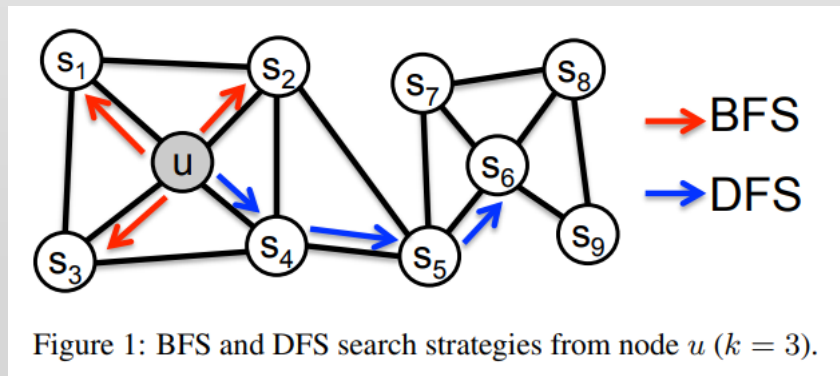 s1
s2
s7
s8
BFS
u
s6
DFS
s3
s4
s5
s9
Figure 1: BFS and DFS search strategies from node u (k = 3).